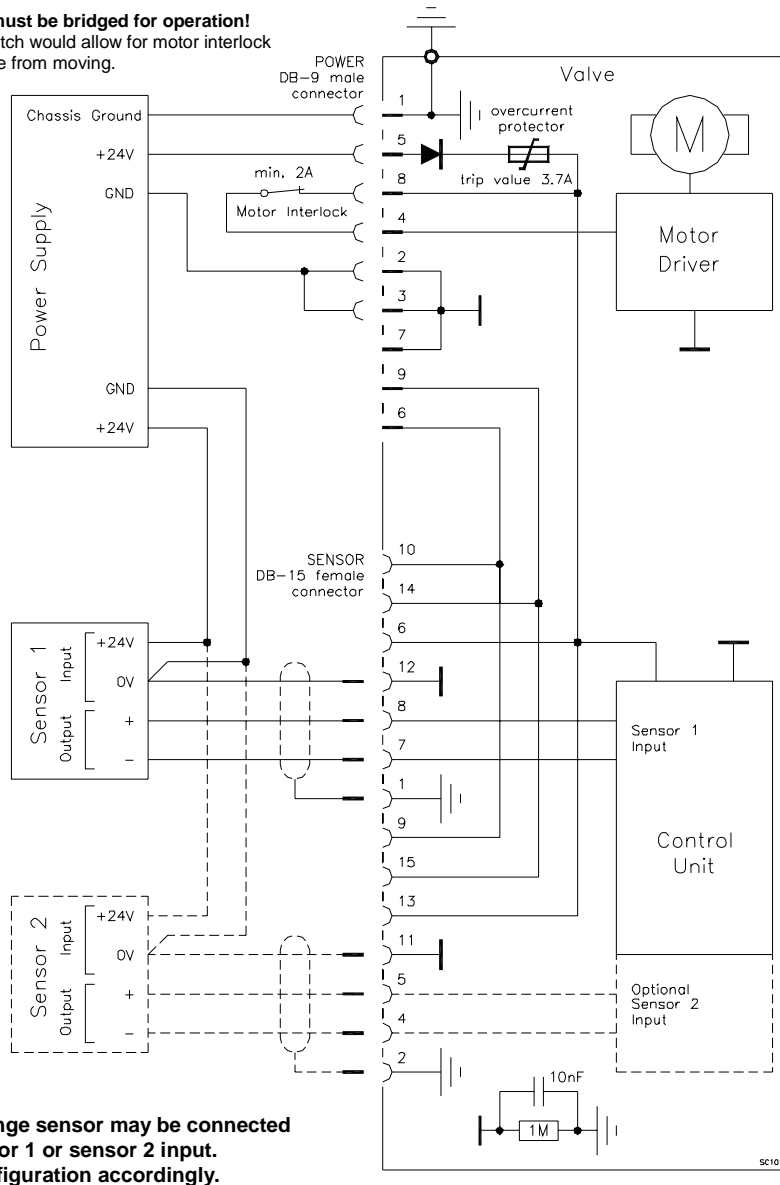 must be bridged for operation!
tch would allow for motor interlock
e from moving.
POWER
DB-9 male
connector
Valve
Chassis Ground
+24V
GND
Power Supply
GND
+24V
min. 2A
Motor Interlock
1
5
8
4
2
3
7
9
6
overcurrent
protector
trip value 3.7A
M
Motor
Driver
SENSOR
DB-15 female
connector
10
14
6
12
8
7
1
9
15
13
11
5
4
2
Sensor 1
Input
Output
+24V
0V
+
-
Sensor 2
Input
Output
+24V
0V
+
-
Sensor 1
Input
Control
Unit
Optional
Sensor 2
Input
10nF
1M
nge sensor may be connected
or 1 or sensor 2 input.
figuration accordingly.
SC10